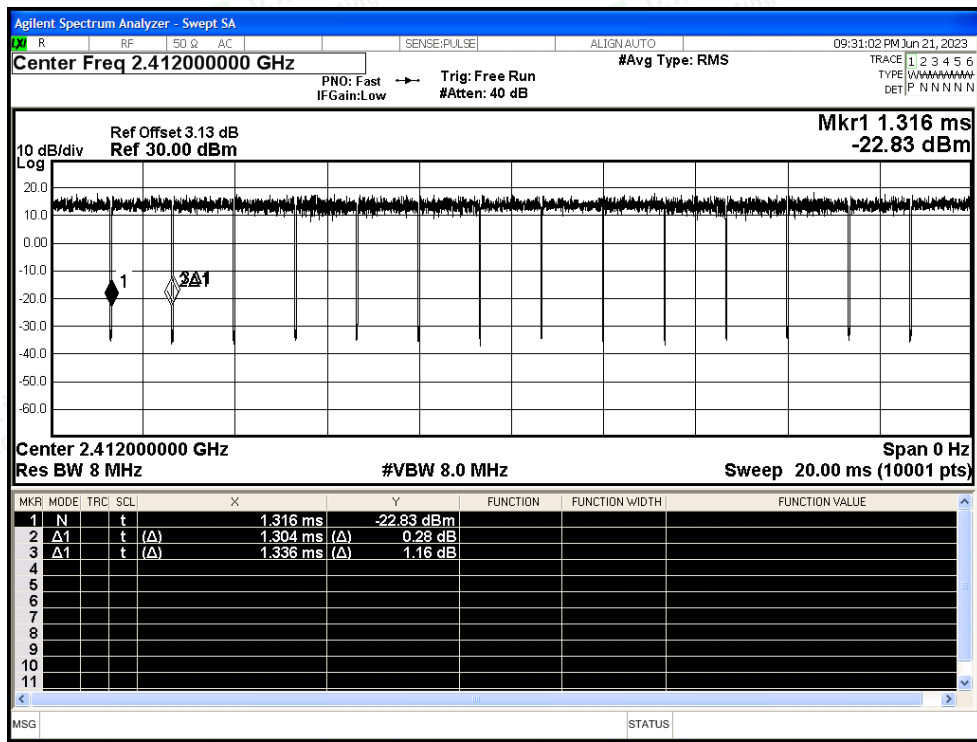 Agilent Spectrum Analyzer - Swept SA
LXI R RF 50 Ω AC SENSE:PULSE ALIGN AUTO 09:31:02 PM Jun 21, 2023
Center Freq 2.412000000 GHz #Avg Type: RMS TRACE 1 2 3 4 5 6
PNO: Fast Trig: Free Run TYPE WWWWWW
IFGain:Low #Atten: 40 dB DET P N N N N N
Mkr1 1.316 ms
Ref Offset 3.13 dB
10 dB/div Ref 30.00 dBm -22.83 dBm
Log
20.0
10.0
0.00
-10.0
1 3Δ1
-20.0
-30.0
-40.0
-50.0
-60.0
Center 2.412000000 GHz Span 0 Hz
Res BW 8 MHz #VBW 8.0 MHz Sweep 20.00 ms (10001 pts)
MKR MODE TRC SCL X Y FUNCTION FUNCTION WIDTH FUNCTION VALUE
1 N t 1.316 ms -22.83 dBm
2 Δ1 t (Δ) 1.304 ms (Δ) 0.28 dB
3 Δ1 t (Δ) 1.336 ms (Δ) 1.16 dB
4
5
6
7
8
9
10
11
MSG STATUS